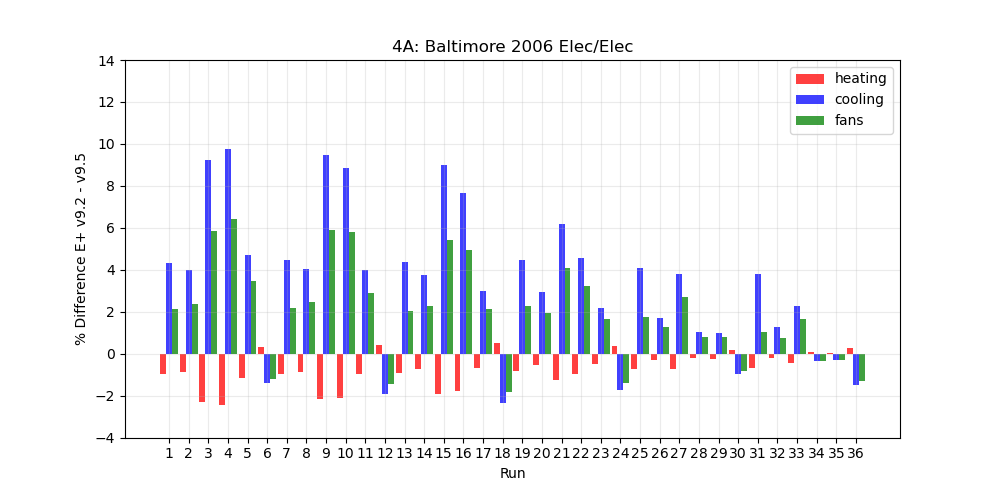 4A: Baltimore 2006 Elec/Elec
14
12
10
8
6
4
2
0
−2
−4
% Difference E+ v9.2 - v9.5
heating
cooling
fans
1 2 3 4 5 6 7 8 9 10 11 12 13 14 15 16 17 18 19 20 21 22 23 24 25 26 27 28 29 30 31 32 33 34 35 36
Run